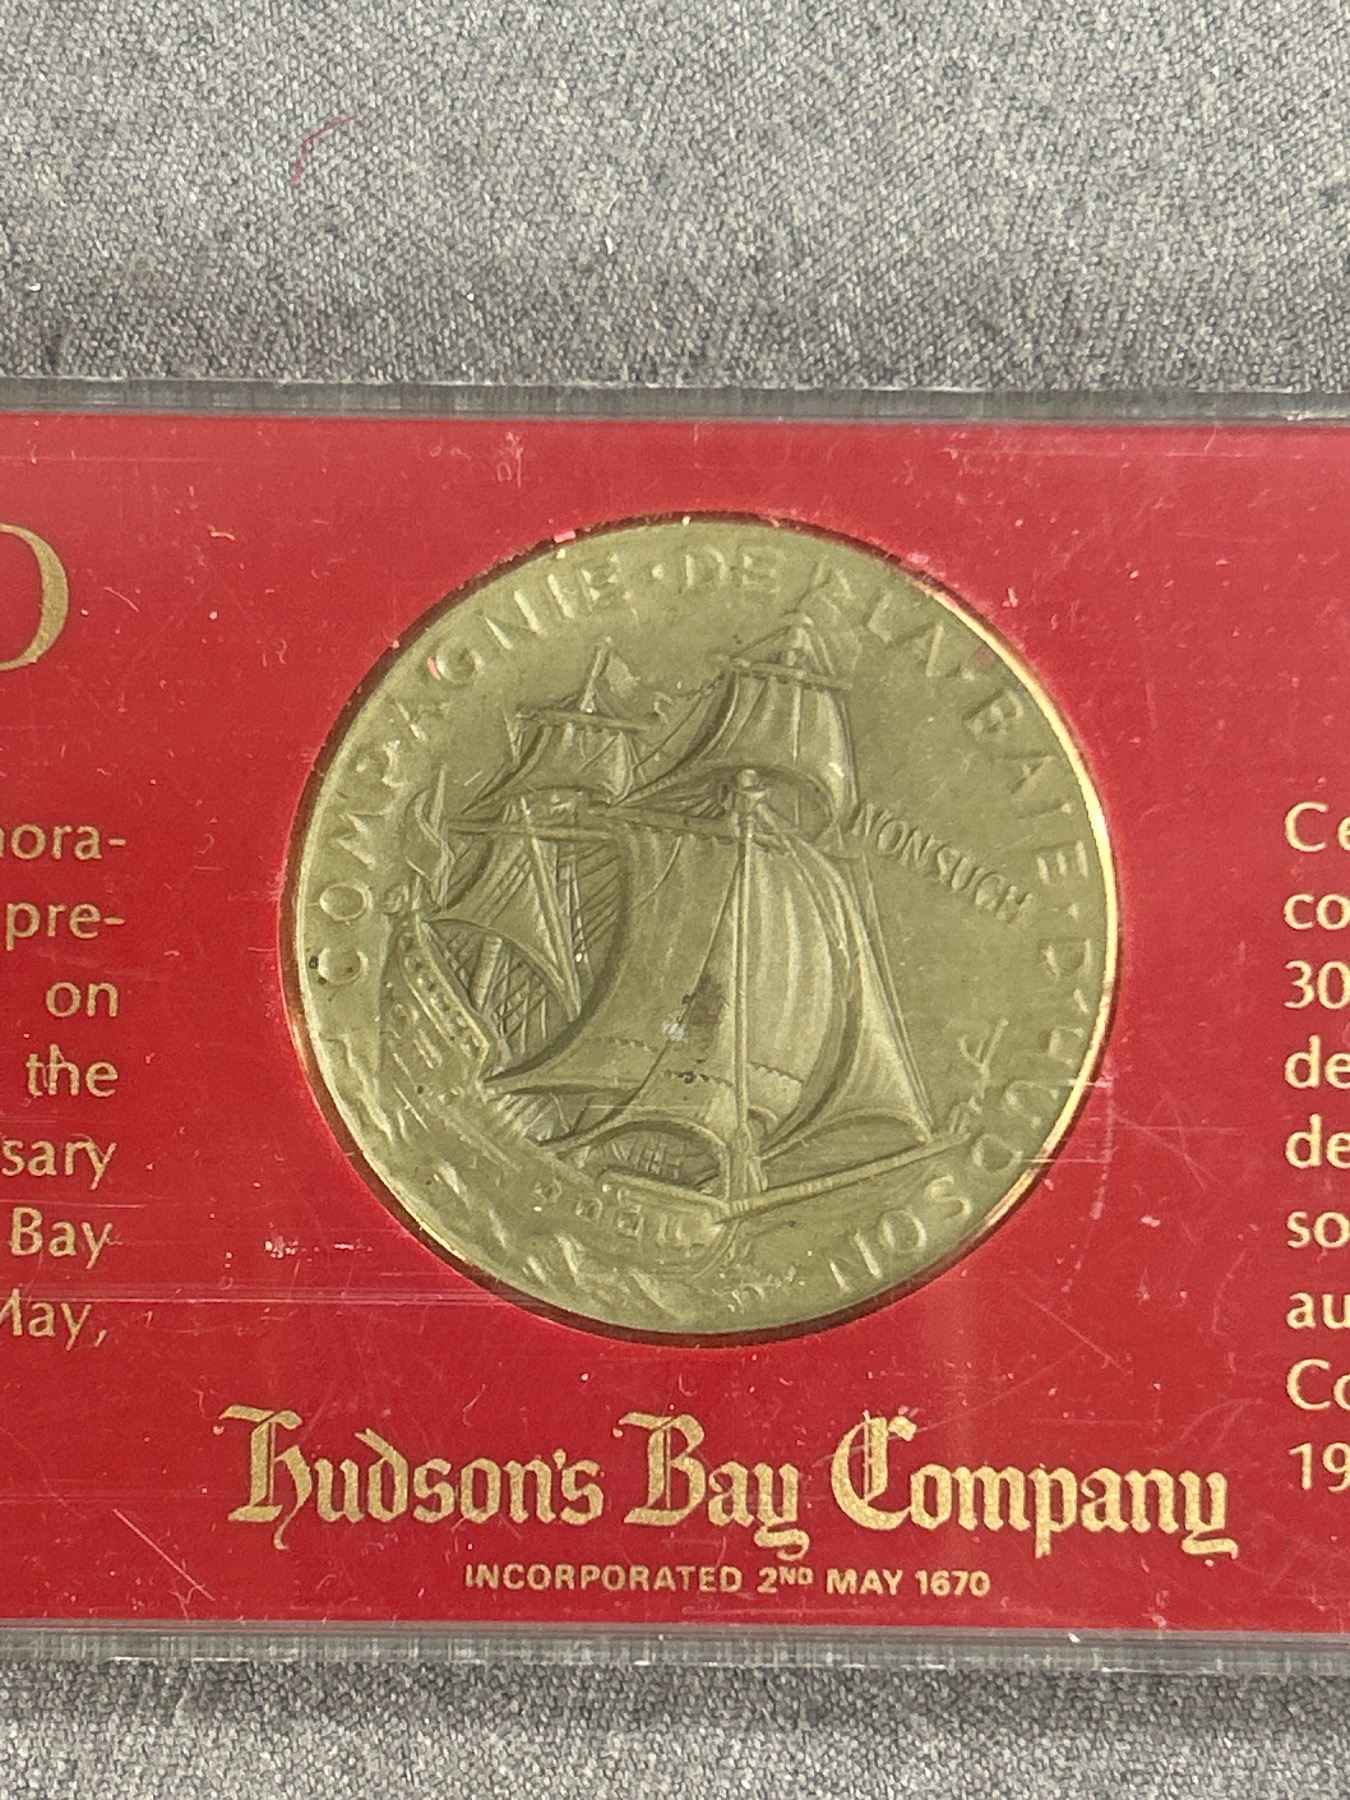 O
nora-
pre-
on
the
sary
Bay
May,
COMPAGNIE · DE · LA · BAIE · D'HUDSON
NONSUCH
Ce
co
30
de
de
so
au
Co
19
Hudson's Bay Company
INCORPORATED 2ND MAY 1670